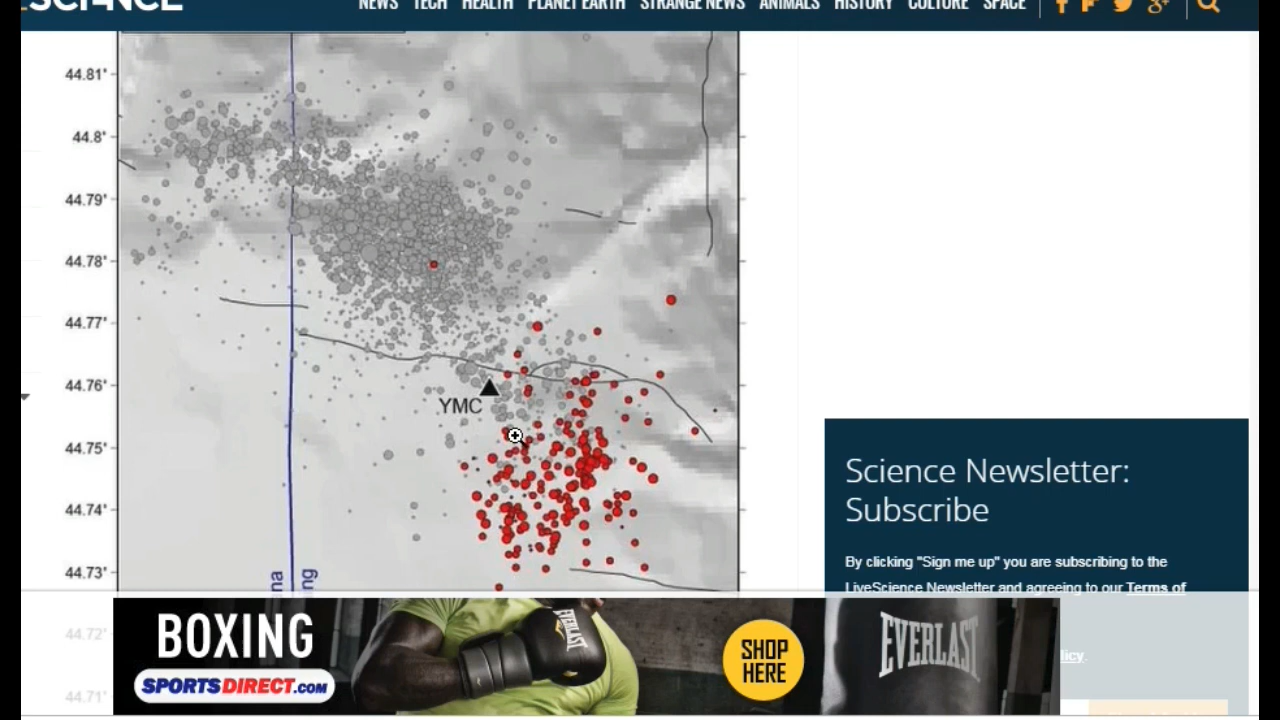 NEWS TECH HEALTH PLANET EARTH STRANGE NEWS ANIMALS HISTORY CULTURE SPACE
44.81'
44.8'
44.79'
44.78'
44.77'
44.76'
YMC
44.75'
44.74'
44.73'
44.72'
44.71'
na
ng
Science Newsletter:
Subscribe
By clicking "Sign me up" you are subscribing to the
LiveScience Newsletter and agreeing to our Terms of
licy.
BOXING
SPORTSDIRECT.COM
EVERLAST
SHOP
HERE
EVERLAST